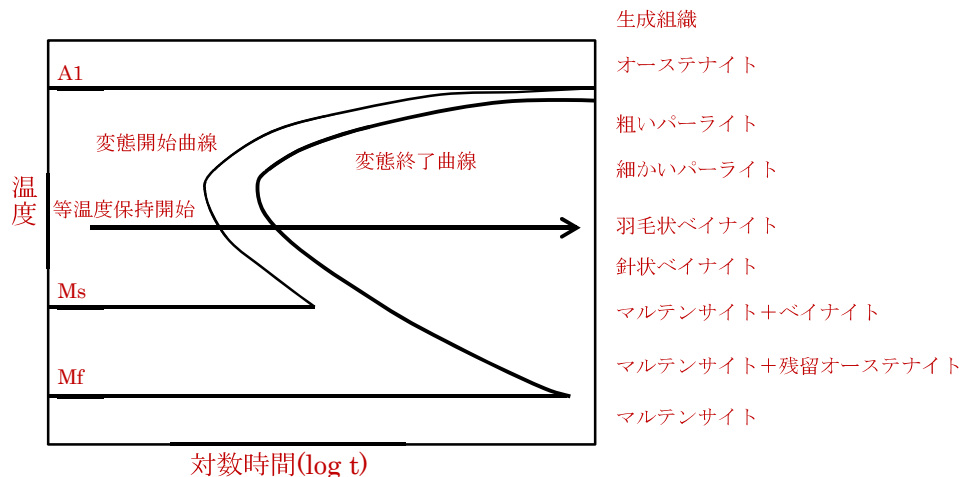 生成組織
A1
オーステナイト
粗いパーライト
変態開始曲線
変態終了曲線
細かいパーライト
温度
等温度保持開始
羽毛状ベイナイト
針状ベイナイト
Ms
マルテンサイト＋ベイナイト
マルテンサイト＋残留オーステナイト
Mf
マルテンサイト
対数時間(log t)